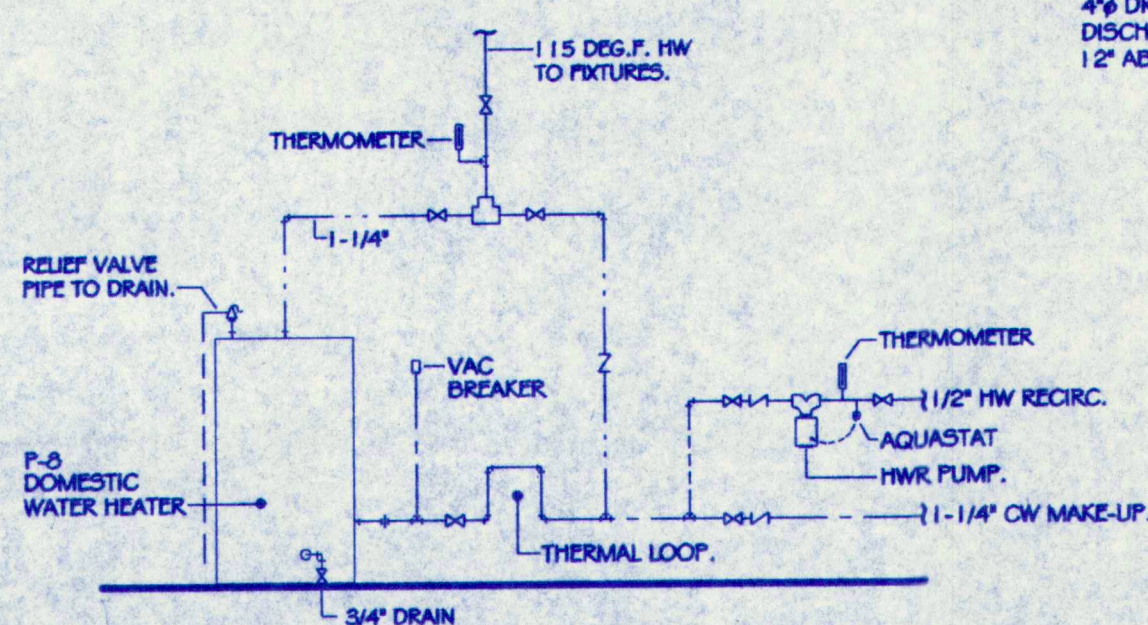 4"ø
DISCH
12"
115 DEG.F. HW
TO FIXTURES.
THERMOMETER
1-1/4"
RELIEF VALVE
PIPE TO DRAIN.
VAC
BREAKER
THERMOMETER
1/2" HW RECIRC.
AQUASTAT
HWR PUMP.
P-8
DOMESTIC
WATER HEATER
1-1/4" CW MAKE-UP.
THERMAL LOOP.
3/4" DRAIN